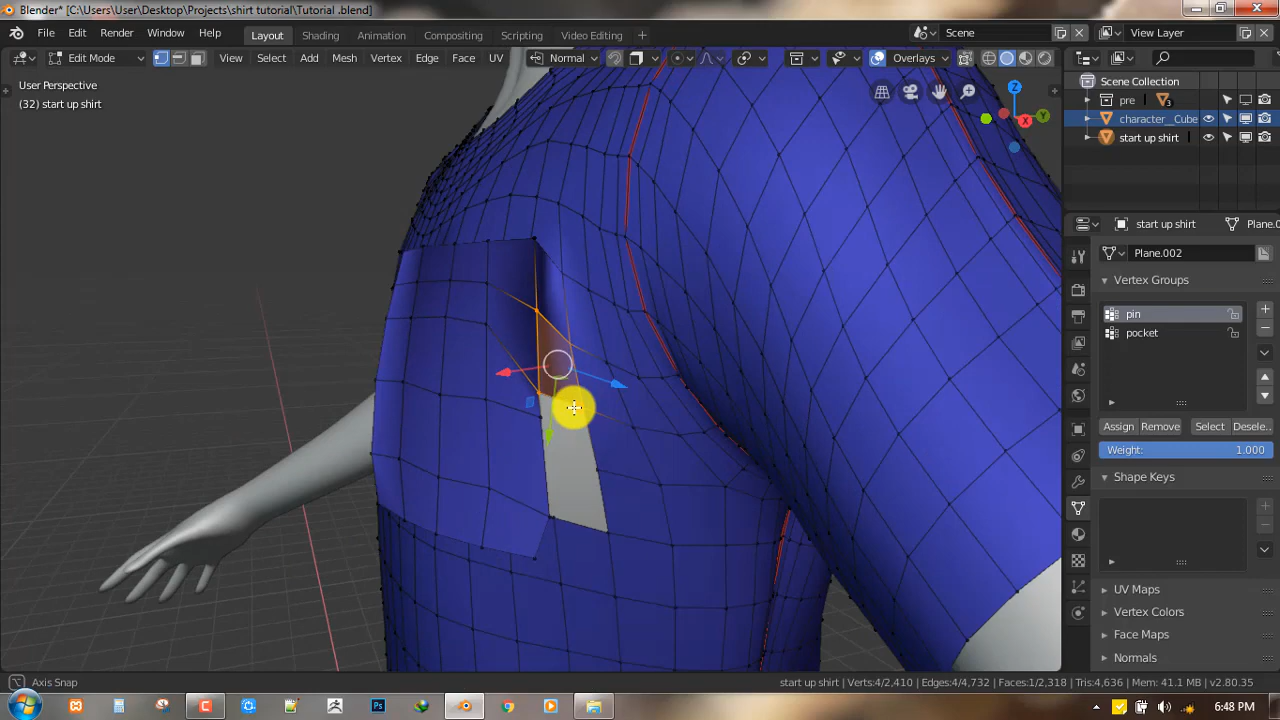 Blender* [C:\Users\User\Desktop\Projects\shirt tutorial\Tutorial .blend]
File Edit Render Window Help Layout Shading Animation Compositing Scripting Video Editing + Scene View Layer
Edit Mode View Select Add Mesh Vertex Edge Face UV Normal Overlays
User Perspective
(32) start up shirt
Z
Y
X
Scene Collection
pre 3
character__Cube
start up shirt
start up shirt Plane.0
Plane.002
Vertex Groups
pin
pocket
Assign Remove Select Desele..
Weight: 1.000
Shape Keys
UV Maps
Vertex Colors
Face Maps
Normals
Axis Snap
start up shirt | Verts:4/2,410 | Edges:4/4,732 | Faces:1/2,318 | Tris:4,636 | Mem: 41.1 MB | v2.80.35
Ps
6:48 PM